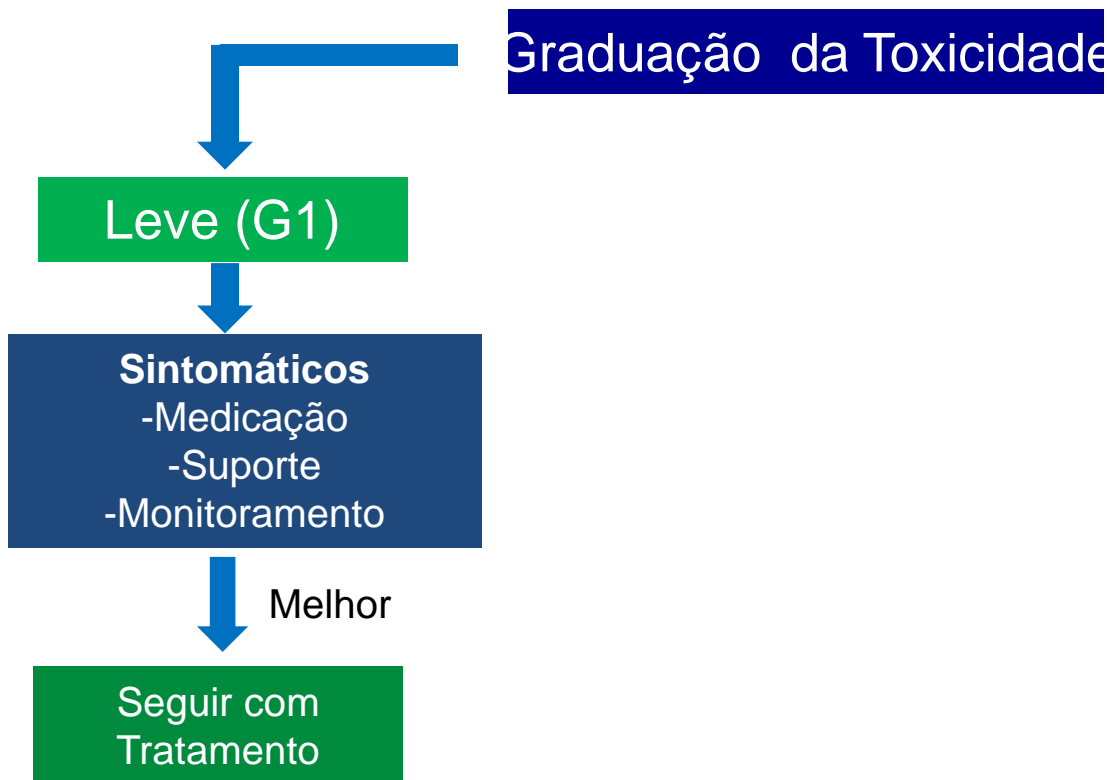 Graduação da Toxicidade
Leve (G1)
Sintomáticos
-Medicação
-Suporte
-Monitoramento
Melhor
Seguir com
Tratamento